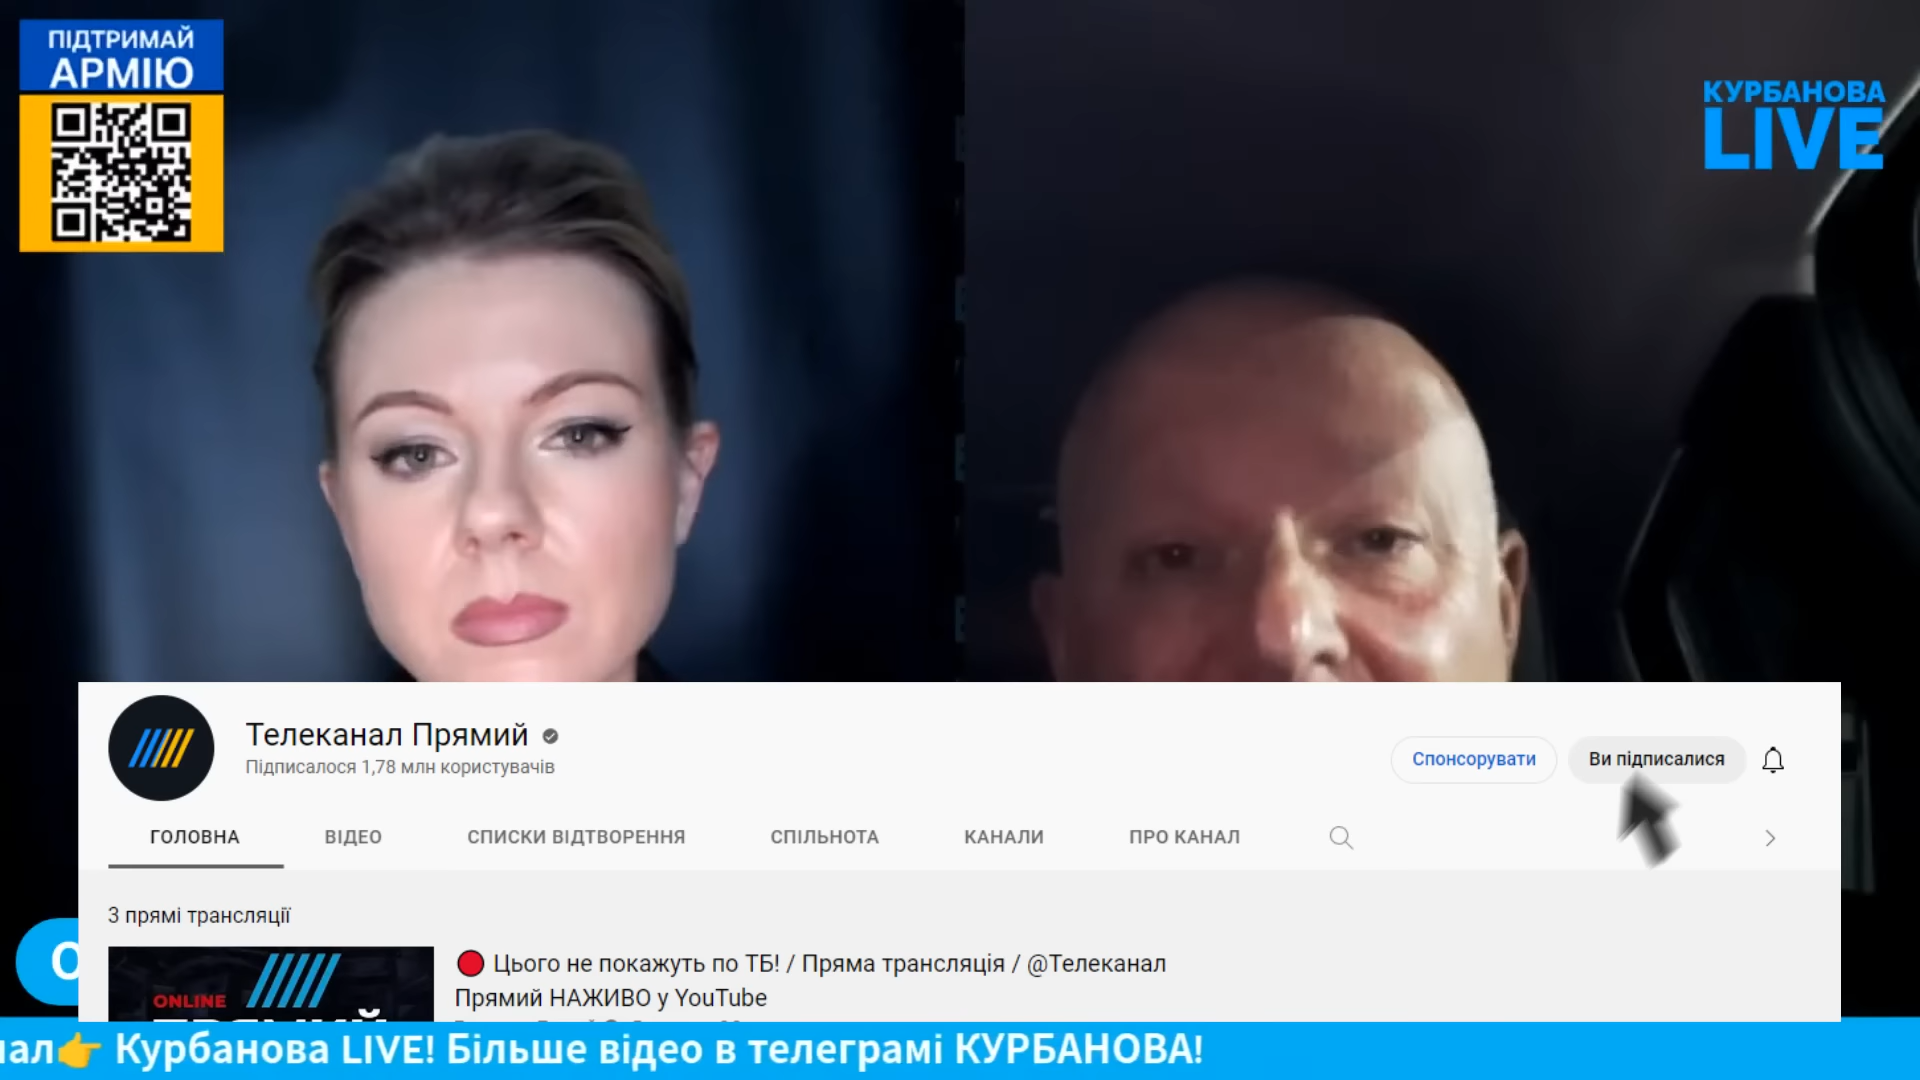 ПІДТРИМАЙ
АРМІЮ
КУРБАНОВА
LIVE
Телеканал Прямий
Підписалося 1,78 млн користувачів
Спонсорувати
Ви підписалися
ГОЛОВНА
ВІДЕО
СПИСКИ ВІДТВОРЕННЯ
СПІЛЬНОТА
КАНАЛИ
ПРО КАНАЛ
3 прямі трансляції
ONLINE
🔴 Цього не покажуть по ТБ! / Пряма трансляція / @Телеканал
Прямий НАЖИВО у YouTube
👉 Курбанова LIVE! Більше відео в телеграмі КУРБАНОВА!